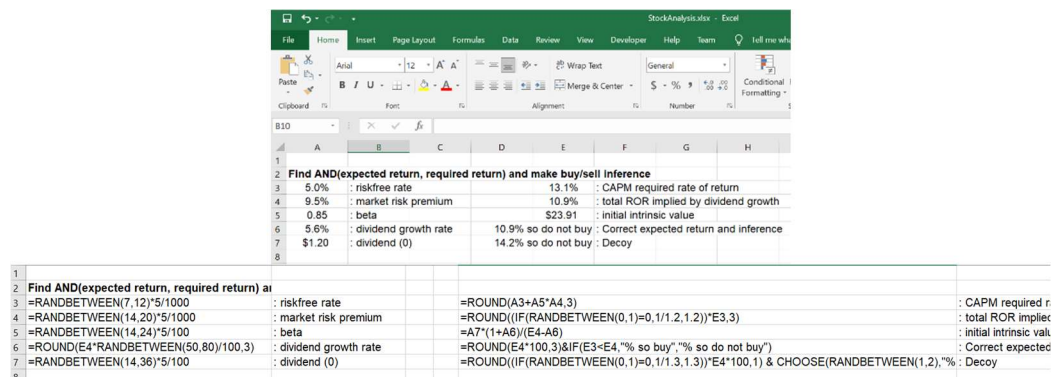 StockAnalysis.xlsx - Excel
File Home Insert Page Layout Formulas Data Review View Developer Help Team Tell me
Arial 12 A A Wrap Text General
Paste B I U A Merge & Center $ % Conditional
Formatting
Clipboard Font Alignment Number
B10 fx
A B C D E F G H
1
2 Find AND(expected return, required return) and make buy/sell inference
3 5.0% : riskfree rate 13.1% : CAPM required rate of return
4 9.5% : market risk premium 10.9% : total ROR implied by dividend growth
5 0.85 : beta $23.91 : initial intrinsic value
6 5.6% : dividend growth rate 10.9% so do not buy : Correct expected return and inference
7 $1.20 : dividend (0) 14.2% so do not buy : Decoy
8
1
2 Find AND(expected return, required return) a
3 =RANDBETWEEN(7,12)*5/1000 : riskfree rate =ROUND(A3+A5*A4,3) : CAPM required
4 =RANDBETWEEN(14,20)*5/1000 : market risk premium =ROUND((IF(RANDBETWEEN(0,1)=0,1/1.2,1.2))*E3,3) : total ROR implied
5 =RANDBETWEEN(14,24)*5/100 : beta =A7*(1+A6)/(E4-A6) : initial intrinsic
6 =ROUND(E4*RANDBETWEEN(50,80)/100,3) : dividend growth rate =ROUND(E4*100,3)&IF(E3<E4,"% so buy","% so do not buy") : Correct expected
7 =RANDBETWEEN(14,36)*5/100 : dividend (0) =ROUND((IF(RANDBETWEEN(0,1)=0,1/1.3,1.3))*E4*100,1) & CHOOSE(RANDBETWEEN(1,2),"% : Decoy